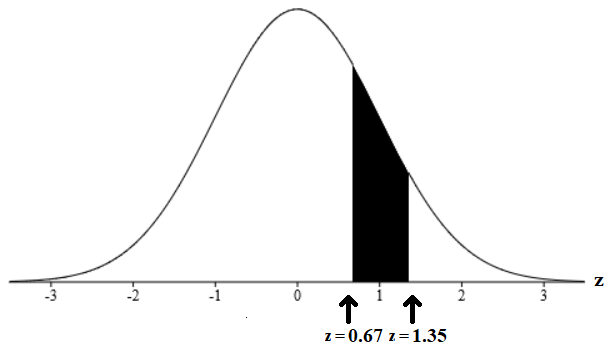 -3 -2 -1 0 1 2 3 z
z = 0.67 z = 1.35